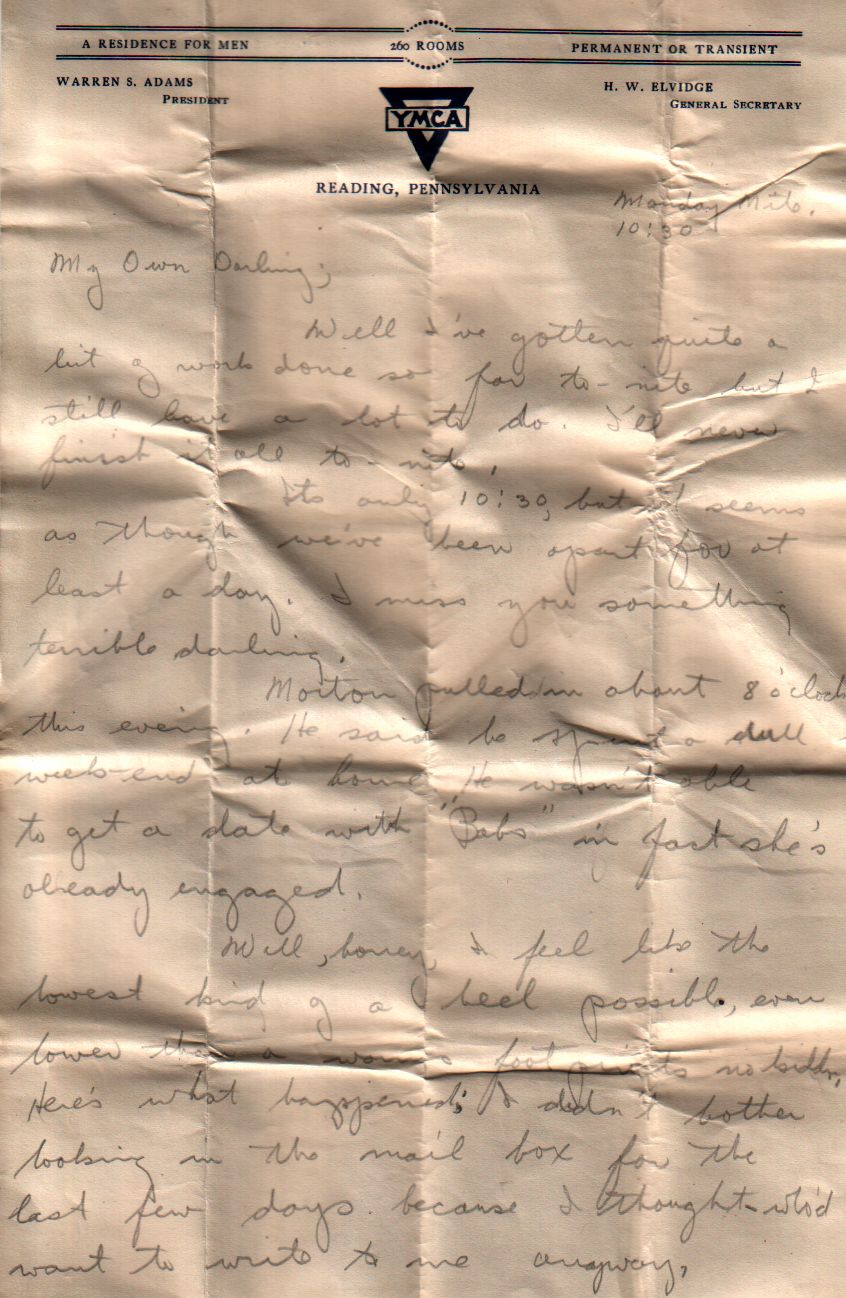 A RESIDENCE FOR MEN 260 ROOMS PERMANENT OR TRANSIENT
WARREN S. ADAMS H. W. ELVIDGE
PRESIDENT GENERAL SECRETARY
YMCA
READING, PENNSYLVANIA
Monday Nite.
10:30
My Own Darling;
Well I've gotten quite a
bit of work done so far to-nite but I
still have a lot to do. I'll never
finish it all to-nite.
Its only 10:30, but it seems
as though we've been apart for at
least a day. I miss you something
terrible darling.
Morton pulled in about 8 o'clock
this evening. He said he spent a dull
week-end at home. He wasn't able
to get a date with "Babs" in fact she's
already engaged.
Well, honey, I feel like the
lowest kind of a heel possible, even
lower than a worms foot prints no kiddin,
Here's what happened; I didn't bother
looking in the mail box for the
last few days because I thought who'd
want to write to me anyway,